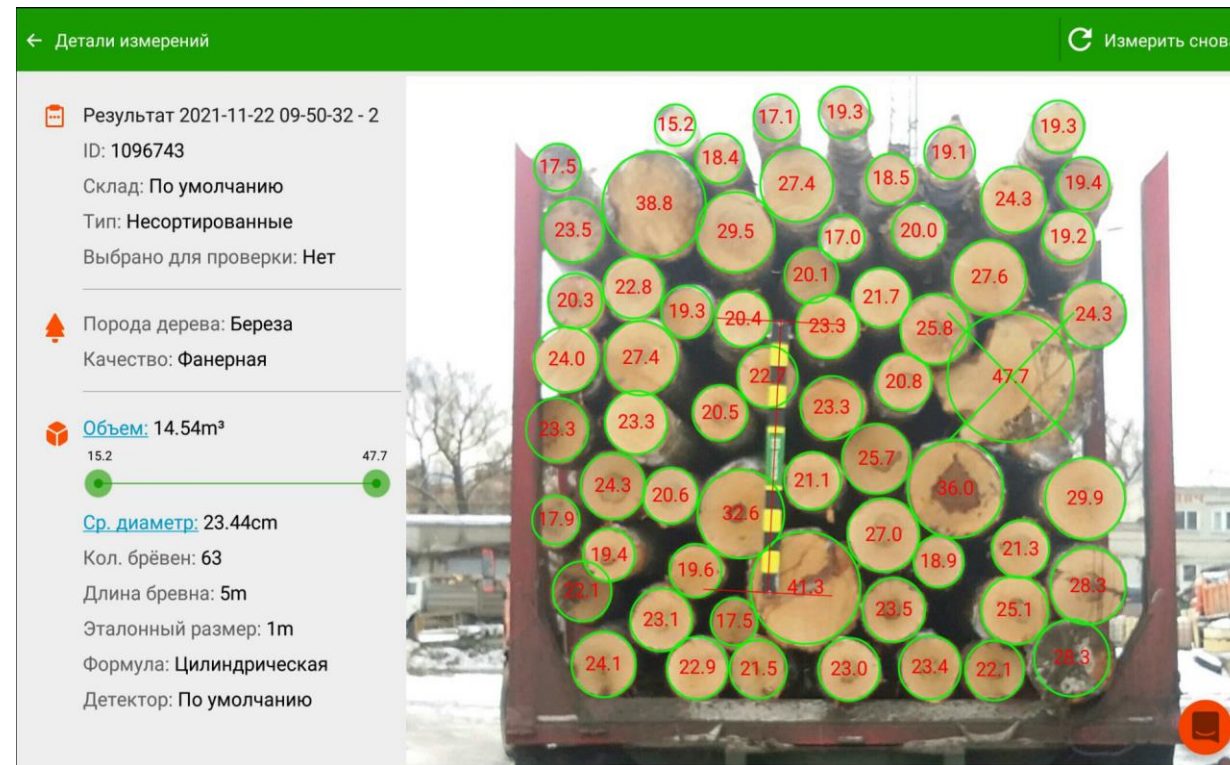 Детали измерений
Измерить снов
Результат 2021-11-22 09-50-32 - 2
ID: 1096743
Склад: По умолчанию
Тип: Несортированные
Выбрано для проверки: Нет
Порода дерева: Береза
Качество: Фанерная
Объем: 14.54m³
15.2 47.7
Ср. диаметр: 23.44cm
Кол. брёвен: 63
Длина бревна: 5m
Эталонный размер: 1m
Формула: Цилиндрическая
Детектор: По умолчанию
15.2 17.1 19.3 19.3
17.5 18.4 19.1
38.8 27.4 18.5 24.3 19.4
23.5 29.5 17.0 20.0 19.2
20.3 22.8 20.1 21.7 27.6
19.3 20.4 23.3 25.8 24.3
24.0 27.4 22.7 20.8 47.7
23.3 23.3 20.5 23.3
24.3 20.6 21.1 25.7 36.0 29.9
17.9 32.6 27.0
19.4 19.6 18.9 21.3
22.1 41.3 28.3
23.1 17.5 23.5 25.1
24.1 22.9 21.5 23.0 23.4 22.1 28.3